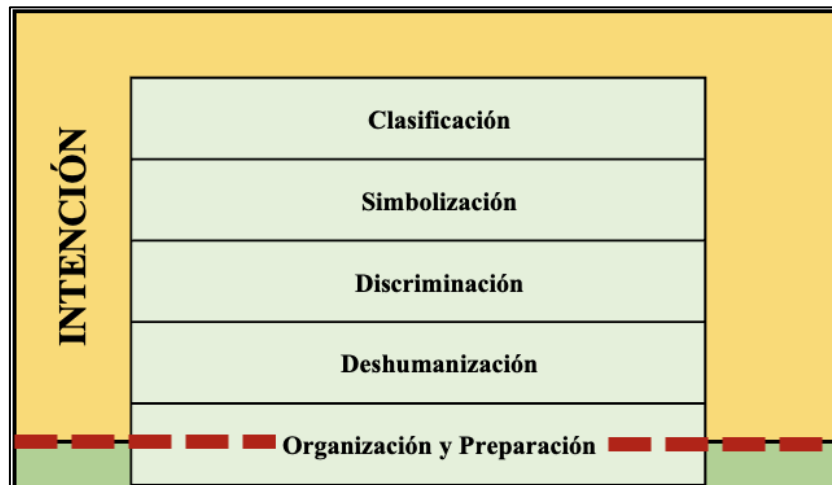 INTENCIÓN
Clasificación
Simbolización
Discriminación
Deshumanización
Organización y Preparación